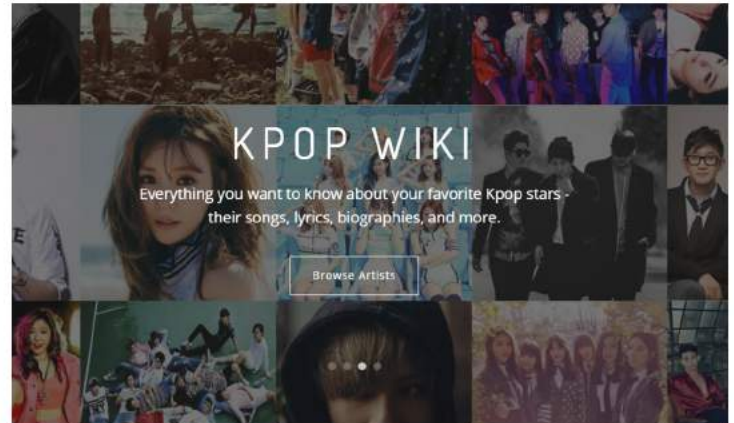 KPOP WIKI
Everything you want to know about your favorite Kpop stars -
their songs, lyrics, biographies, and more.
Browse Artists